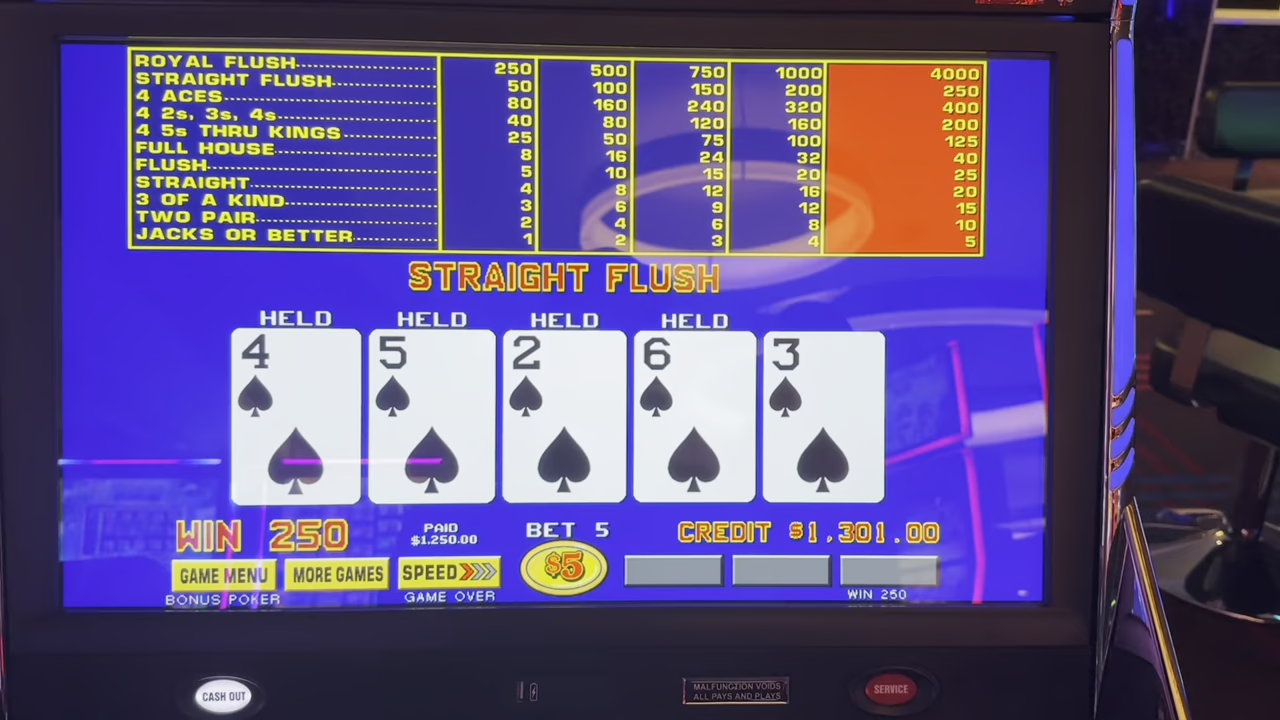 ROYAL FLUSH 250 500 750 1000 4000
STRAIGHT FLUSH 50 100 150 200 250
4 ACES 80 160 240 320 400
4 2s, 3s, 4s 40 80 120 160 200
4 5s THRU KINGS 25 50 75 100 125
FULL HOUSE 8 16 24 32 40
FLUSH 5 10 15 20 25
STRAIGHT 4 8 12 16 20
3 OF A KIND 3 6 9 12 15
TWO PAIR 2 4 6 8 10
JACKS OR BETTER 1 2 3 4 5
STRAIGHT FLUSH
HELD HELD HELD HELD
4 5 2 6 3
WIN 250 PAID $1,250.00 BET 5 CREDIT $1,301.00
GAME MENU MORE GAMES SPEED $5
BONUS POKER GAME OVER WIN 250
CASH OUT
MALFUNCTION VOIDS
ALL PAYS AND PLAYS
SERVICE